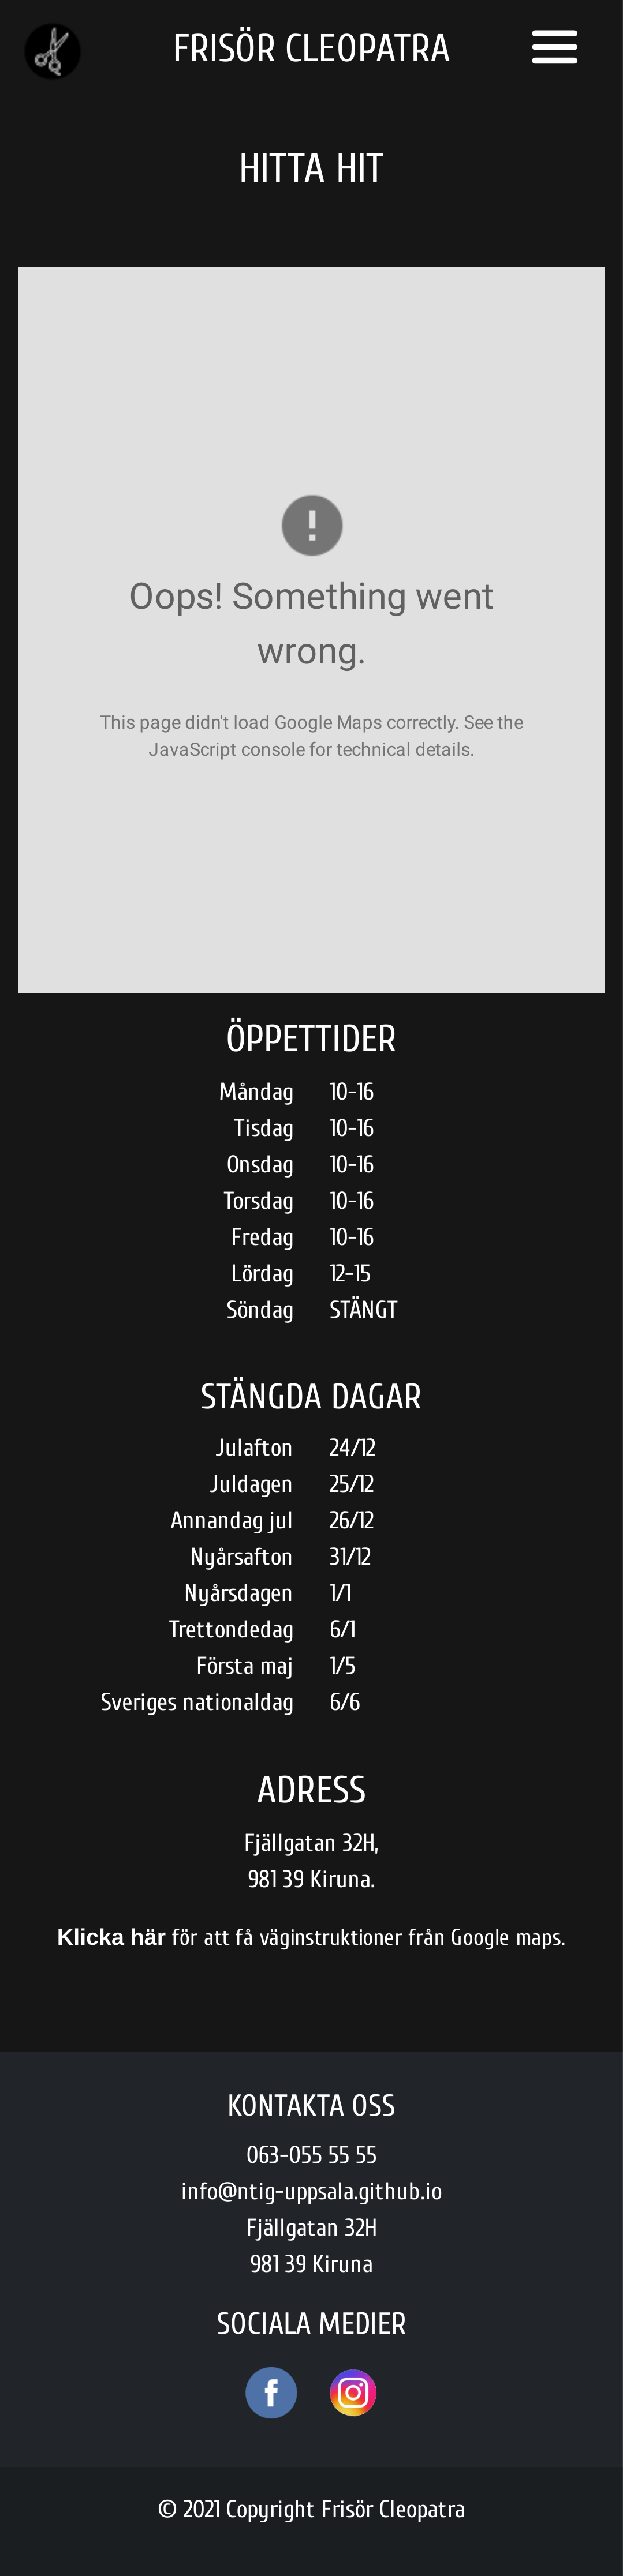 FRISÖR CLEOPATRA
HITTA HIT
Oops! Something went
wrong.
This page didn't load Google Maps correctly. See the
JavaScript console for technical details.
ÖPPETTIDER
Måndag 10-16
Tisdag 10-16
Onsdag 10-16
Torsdag 10-16
Fredag 10-16
Lördag 12-15
Söndag STÄNGT
STÄNGDA DAGAR
Julafton 24/12
Juldagen 25/12
Annandag jul 26/12
Nyårsafton 31/12
Nyårsdagen 1/1
Trettondedag 6/1
Första maj 1/5
Sveriges nationaldag 6/6
ADRESS
Fjällgatan 32H,
981 39 Kiruna.
Klicka här för att få väginstruktioner från Google maps.
KONTAKTA OSS
063-055 55 55
info@ntig-uppsala.github.io
Fjällgatan 32H
981 39 Kiruna
SOCIALA MEDIER
© 2021 Copyright Frisör Cleopatra